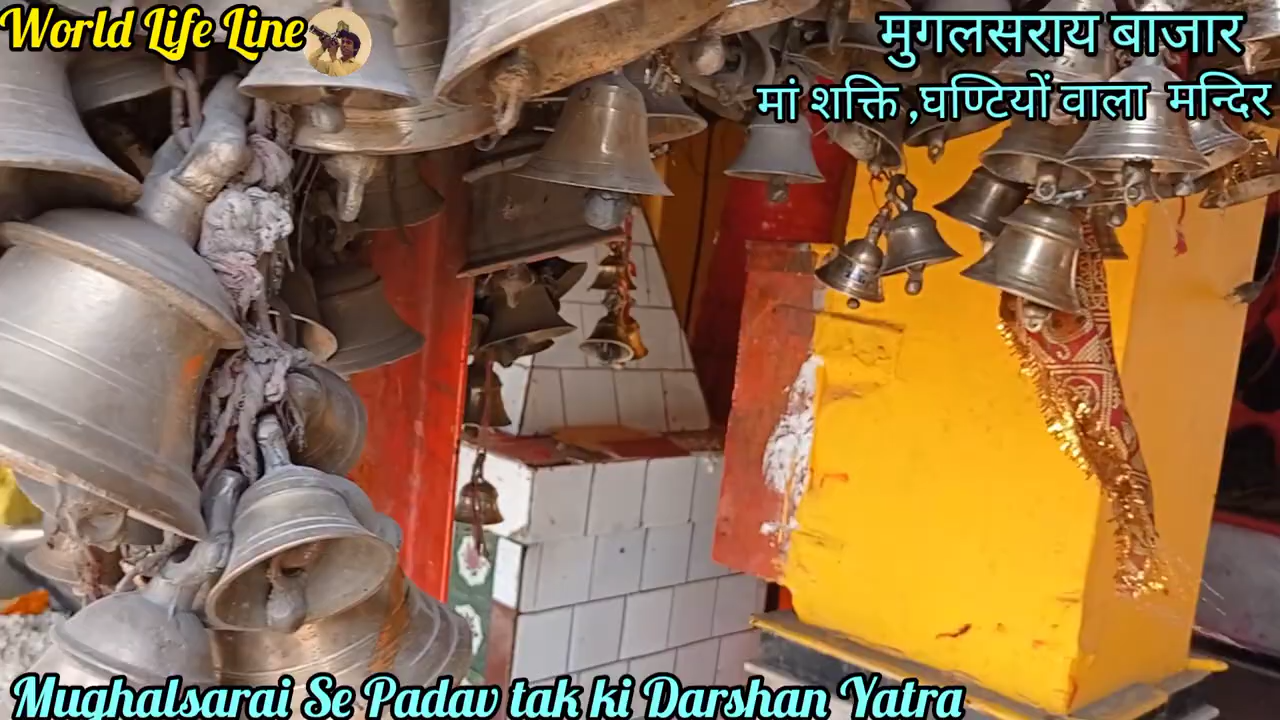 World Life Line
मुगलसराय बाजार
मां शक्ति ,घण्टियों वाला मन्दिर
Mughalsarai Se Padav tak ki Darshan Yatra